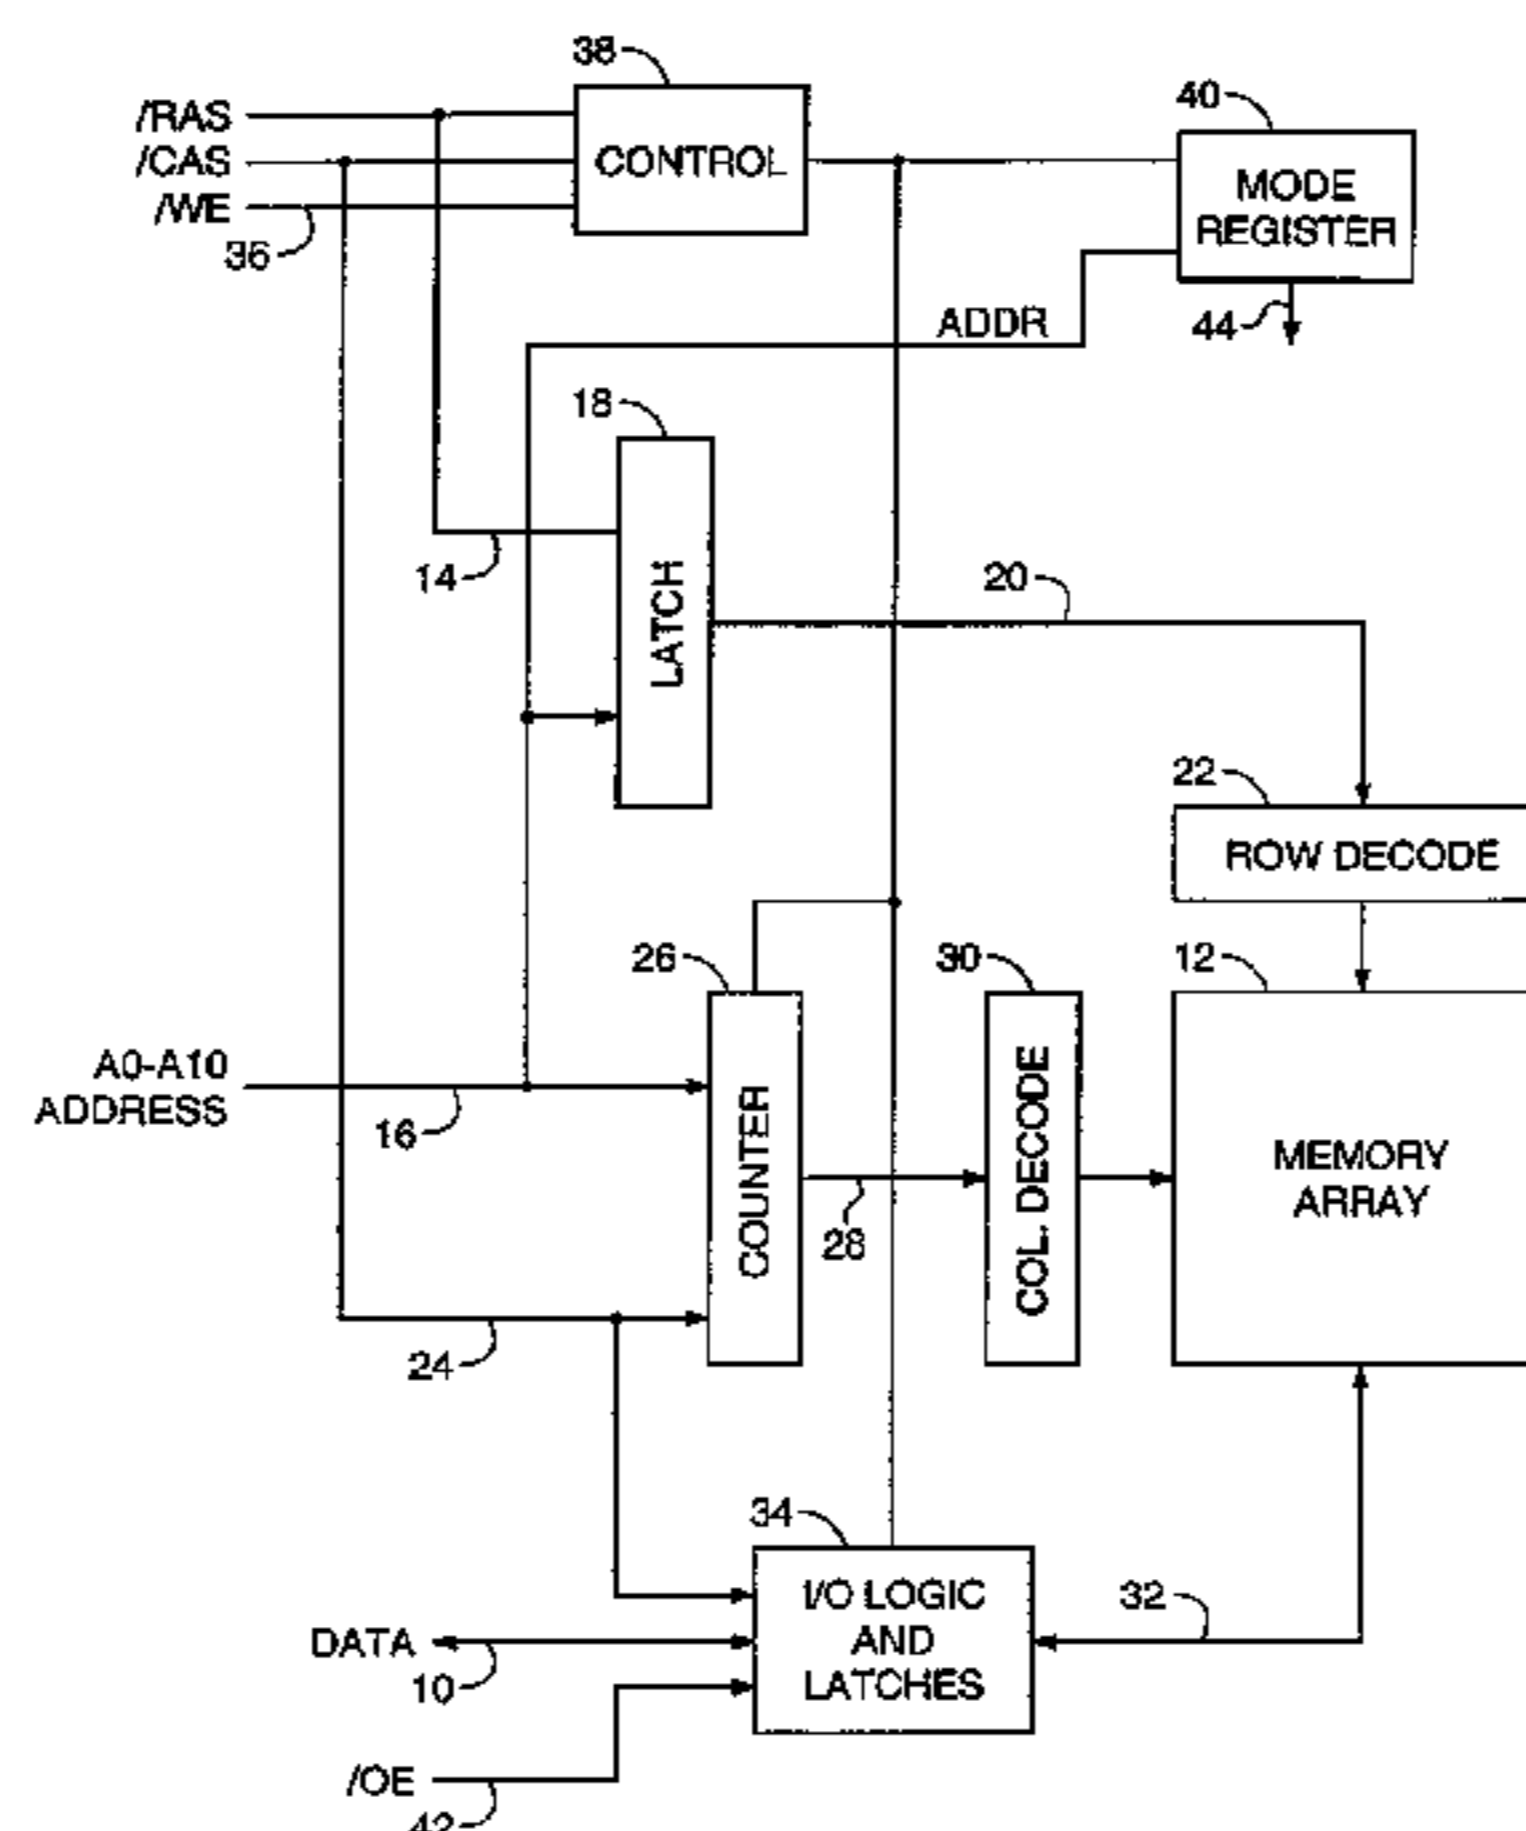 38
/RAS
/CAS
/WE
36
CONTROL
40
MODE
REGISTER
44
ADDR
18
LATCH
14
20
22
ROW DECODE
26
30
12
A0-A10
ADDRESS
16
COUNTER
28
COL. DECODE
MEMORY
ARRAY
24
34
I/O LOGIC
AND
LATCHES
32
DATA
10
/OE
42